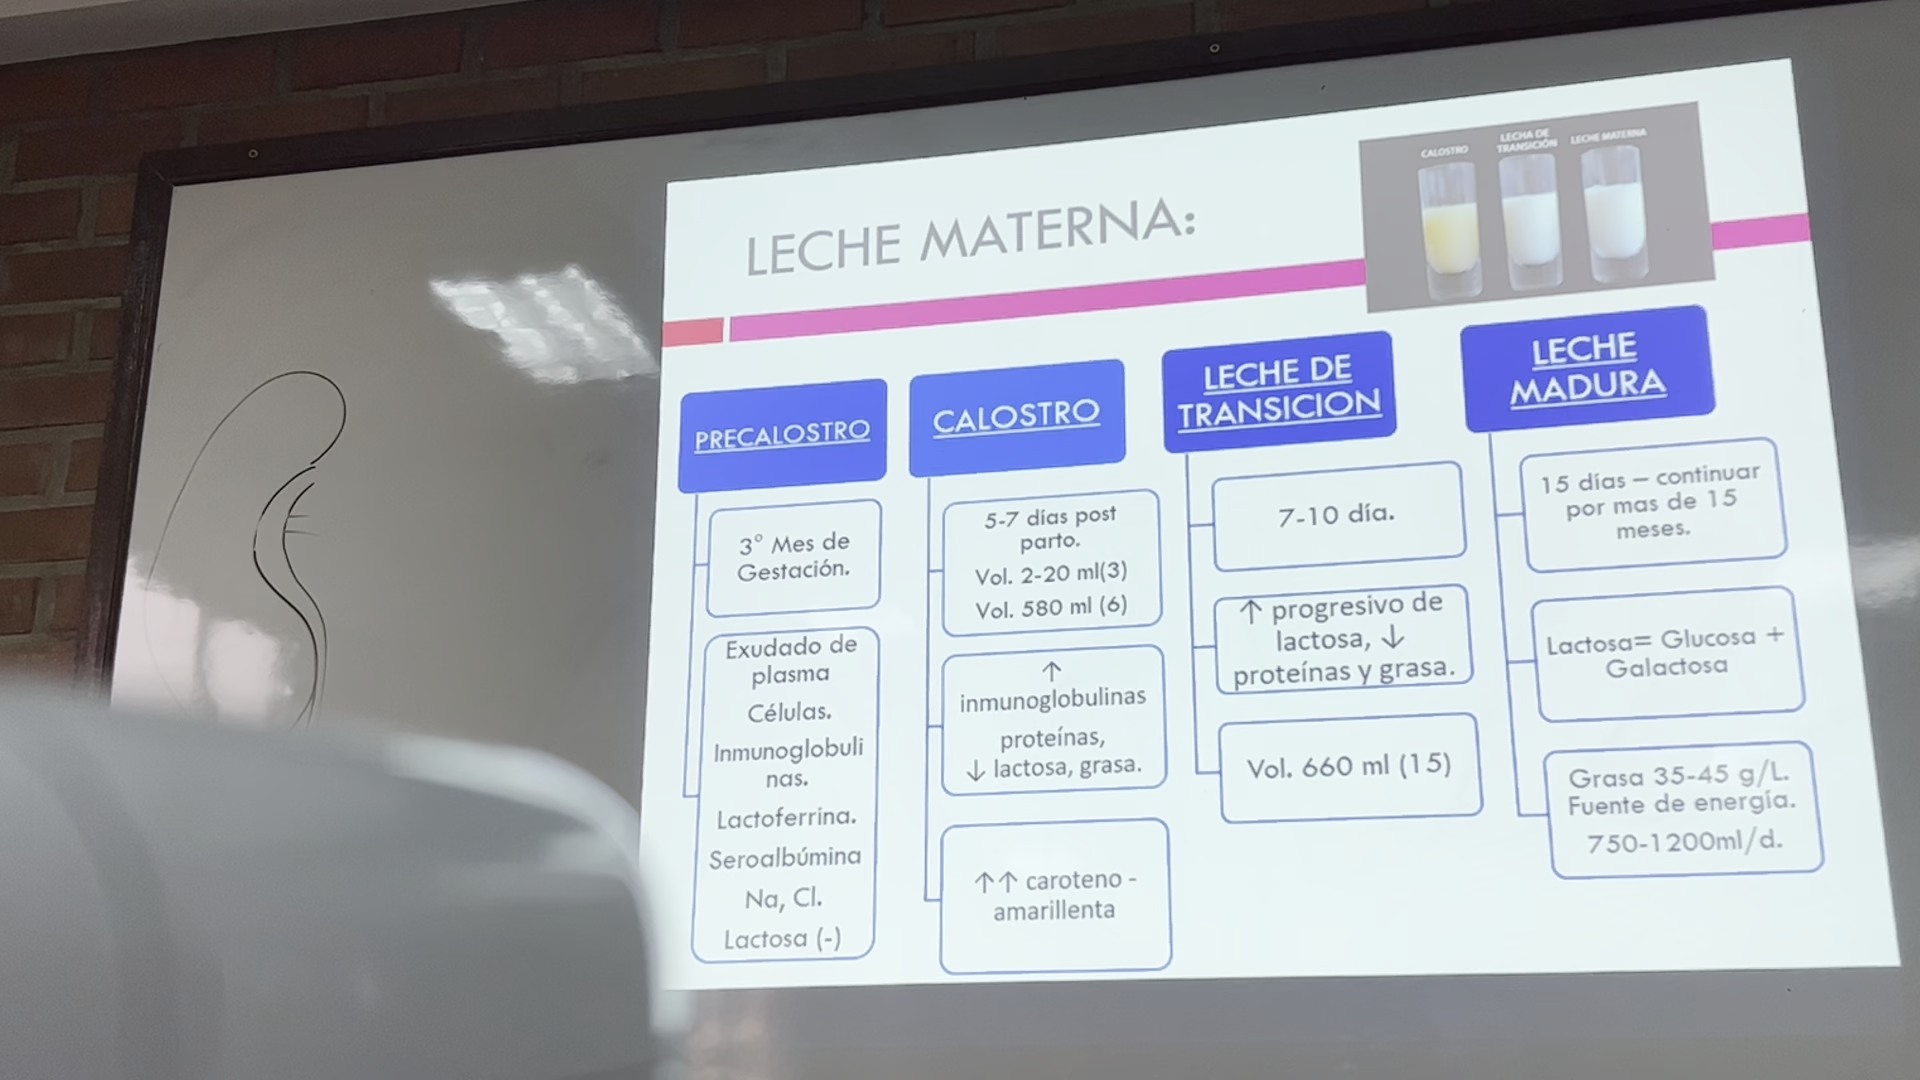 LECHE MATERNA:
CALOSTRO
LECHA DE
TRANSICIÓN
LECHE MATERNA
PRECALOSTRO
3° Mes de
Gestación.
Exudado de
plasma
Células.
Inmunoglobuli
nas.
Lactoferrina.
Seroalbúmina
Na, Cl.
Lactosa (-)
CALOSTRO
5-7 días post
parto.
Vol. 2-20 ml(3)
Vol. 580 ml (6)
↑
inmunoglobulinas
proteínas,
↓ lactosa, grasa.
↑↑ caroteno -
amarillenta
LECHE DE
TRANSICION
7-10 día.
↑ progresivo de
lactosa, ↓
proteínas y grasa.
Vol. 660 ml (15)
LECHE
MADURA
15 días – continuar
por mas de 15
meses.
Lactosa= Glucosa +
Galactosa
Grasa 35-45 g/L.
Fuente de energía.
750-1200ml/d.